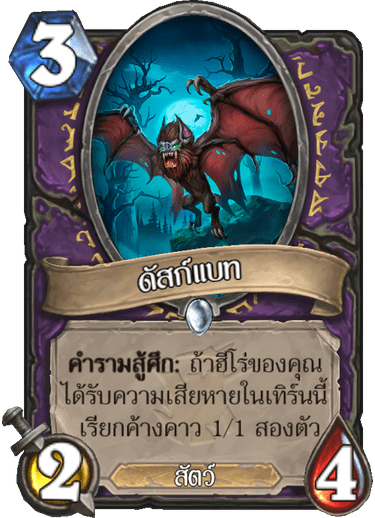 3
ดัสก์แบท
คำรามสู้ศึก: ถ้าฮีโร่ของคุณ
ได้รับความเสียหายในเทิร์นนี้
เรียกค้างคาว 1/1 สองตัว
2
สัตว์
4